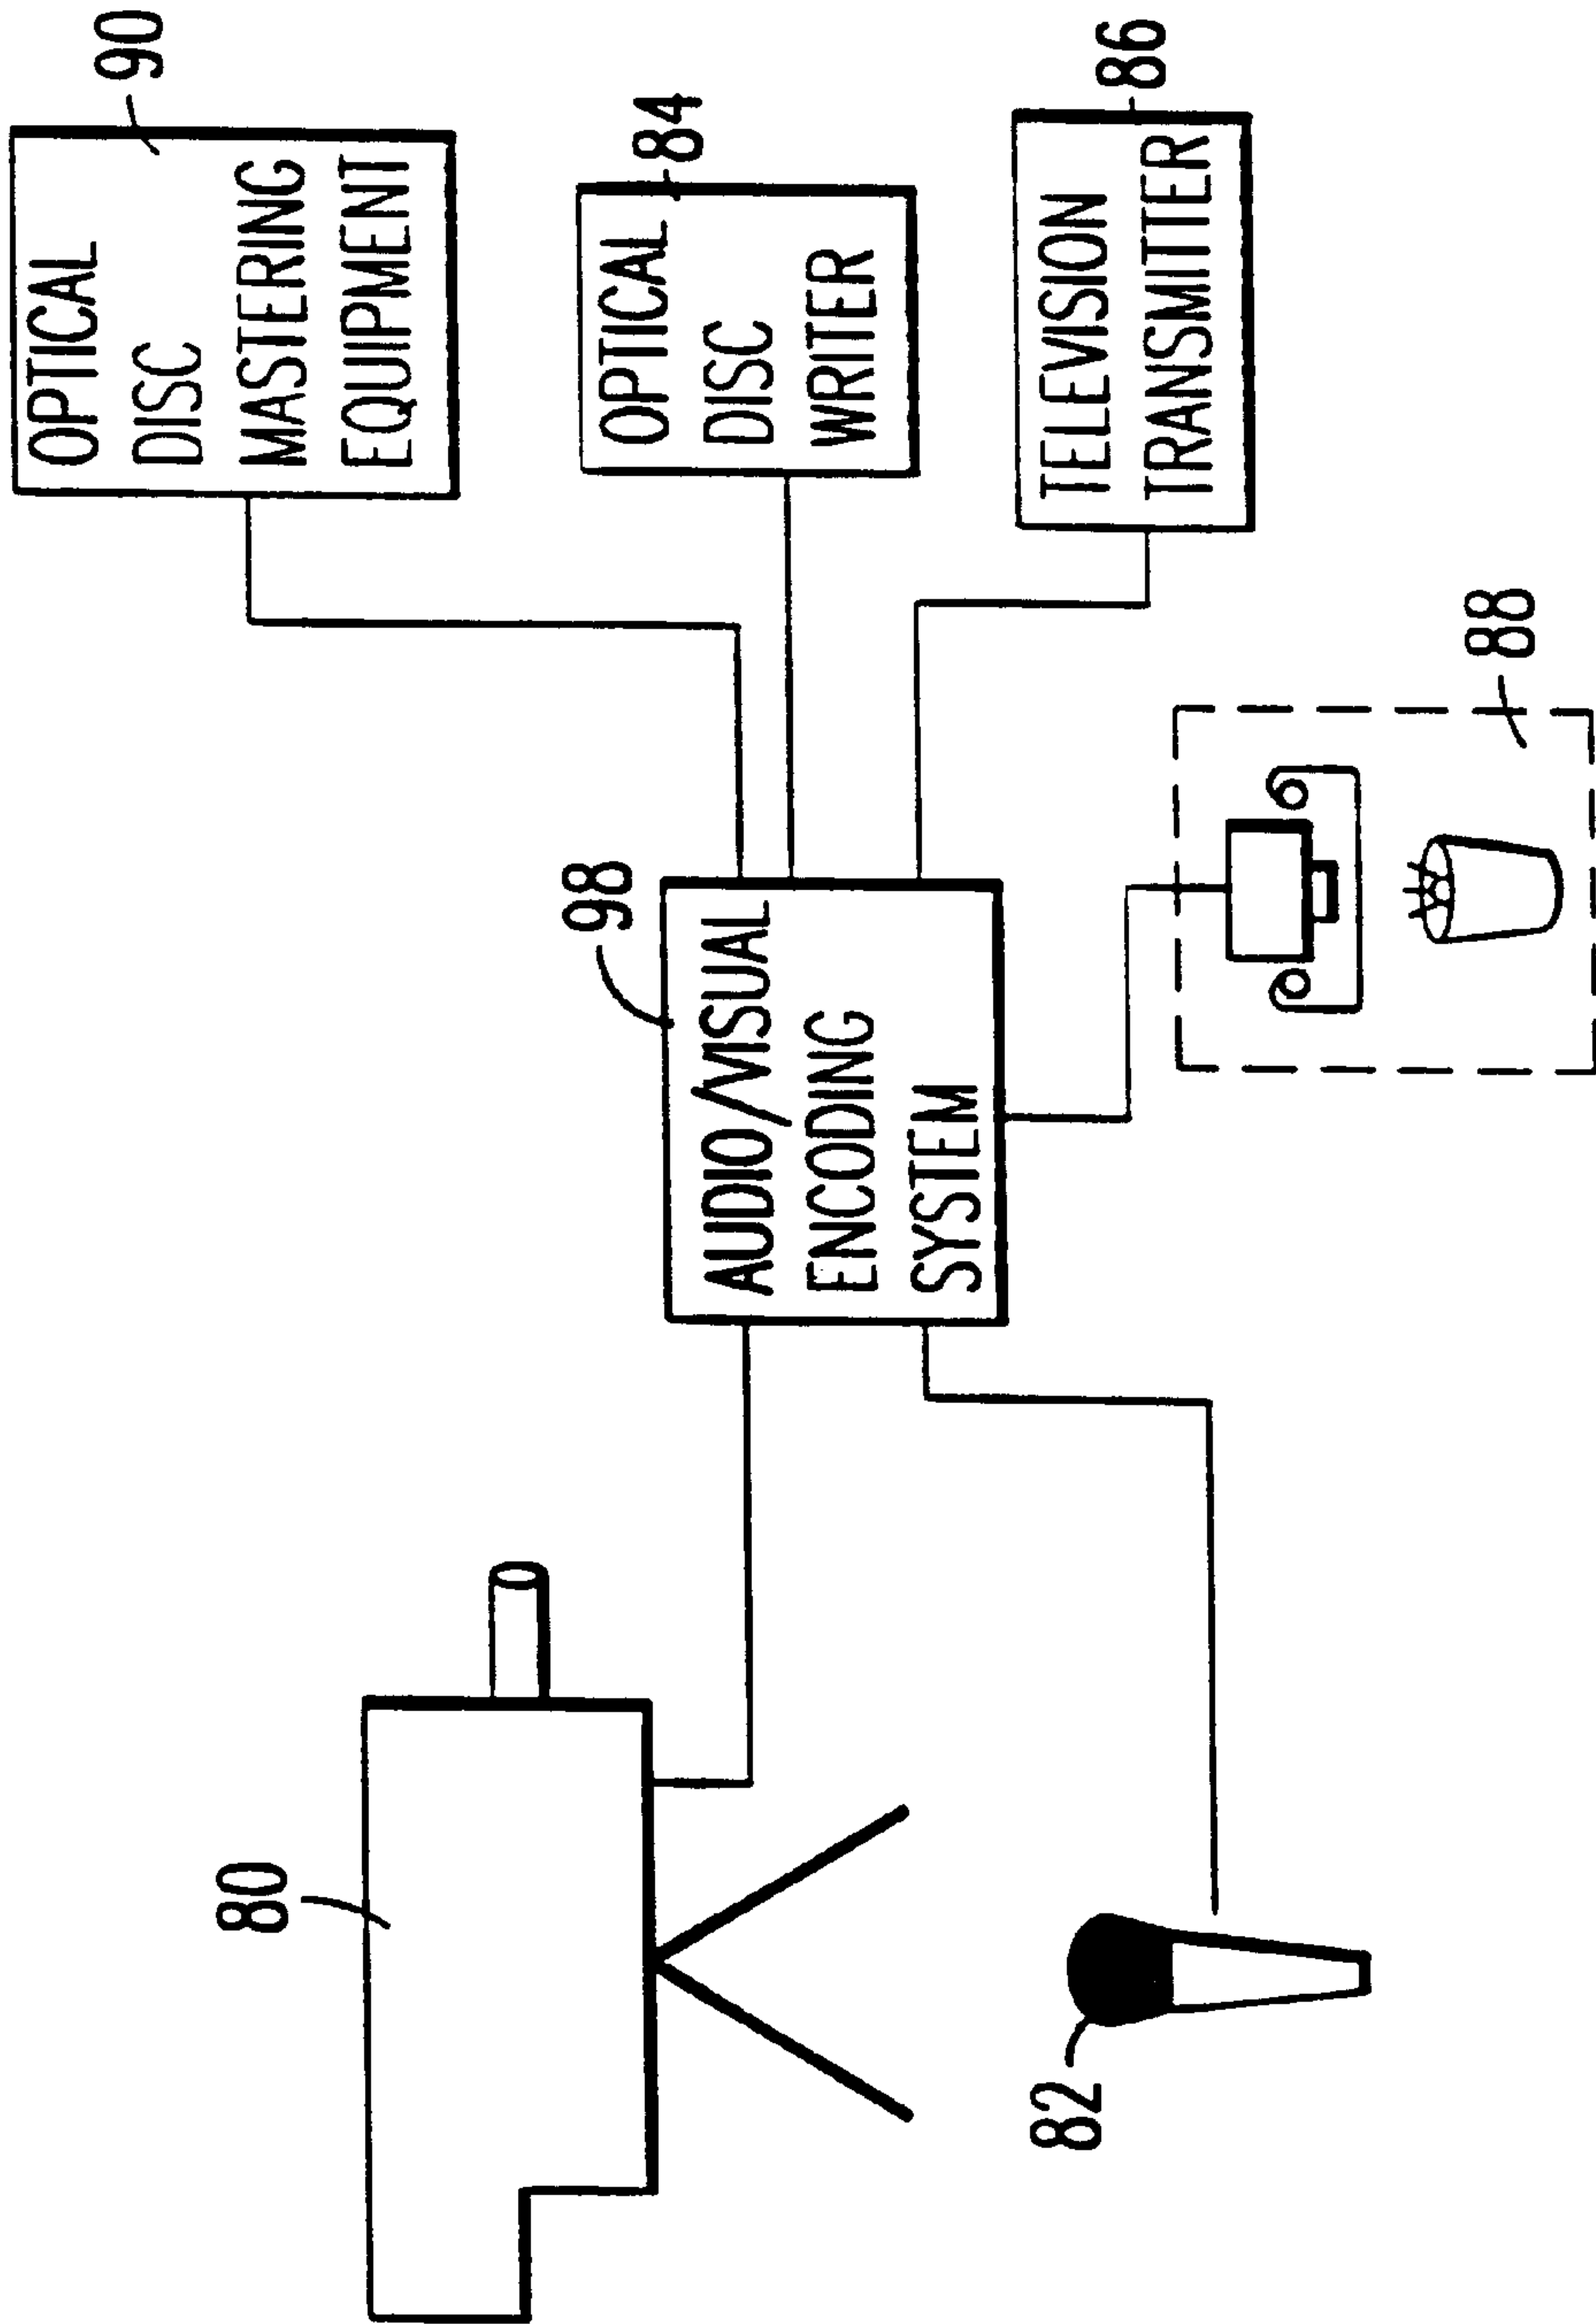 90
OPTICAL
DISC
MASTERING
EQUIPMENT
84
OPTICAL
DISC
WRITER
86
TELEVISION
TRANSMITTER
98
AUDIO/VISUAL
ENCODING
SYSTEM
88
80
82